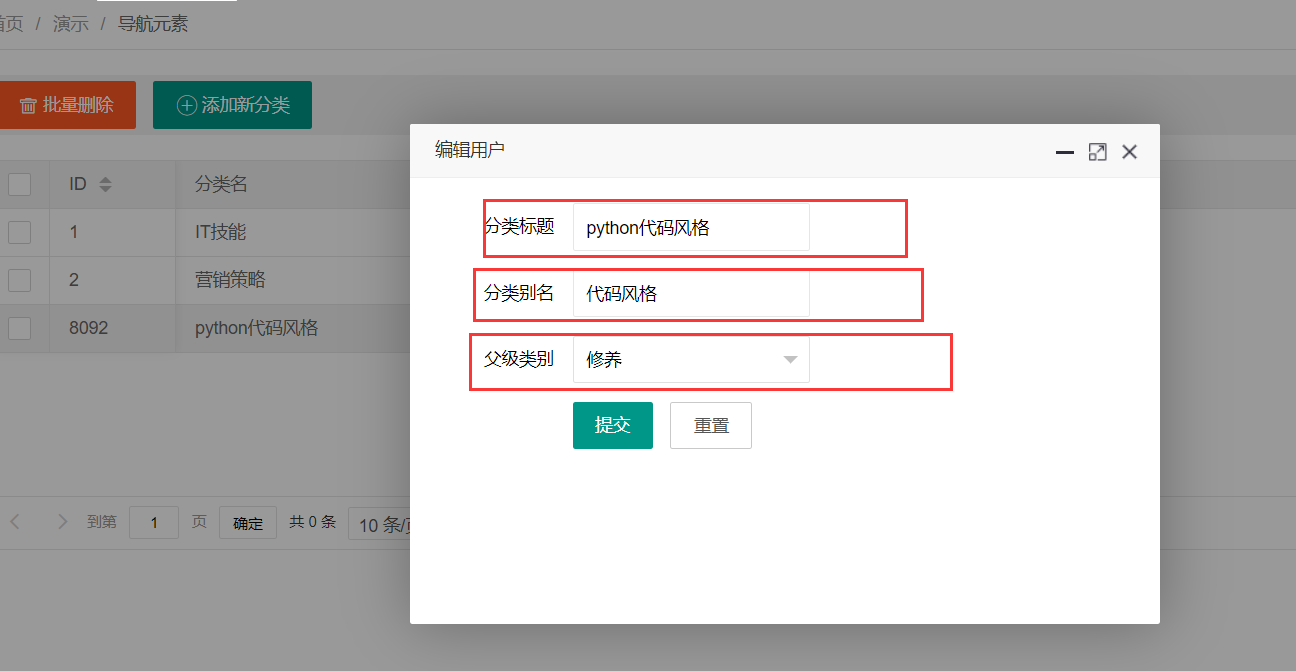 首页 / 演示 / 导航元素
批量删除 添加新分类
编辑用户
ID 分类名
分类标题 python代码风格
1 IT技能
2 营销策略
分类别名 代码风格
8092 python代码风格
父级类别 修养
提交 重置
到第 1 页 确定 共 0 条 10 条/